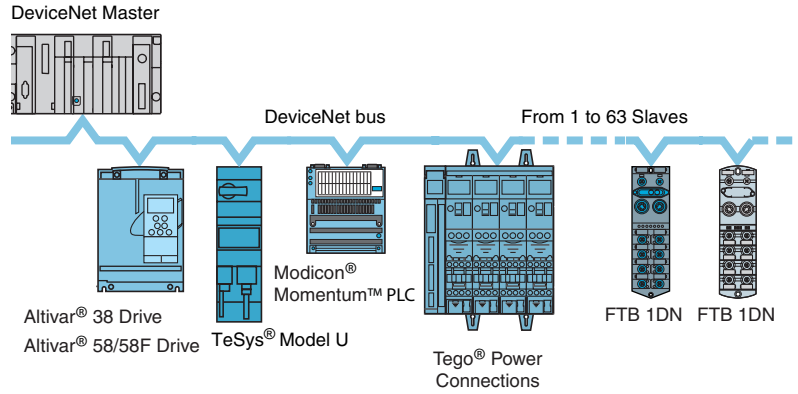 DeviceNet Master
DeviceNet bus
From 1 to 63 Slaves
Altivar® 38 Drive
Altivar® 58/58F Drive
TeSys® Model U
Modicon®
Momentum™ PLC
Tego® Power
Connections
FTB 1DN
FTB 1DN